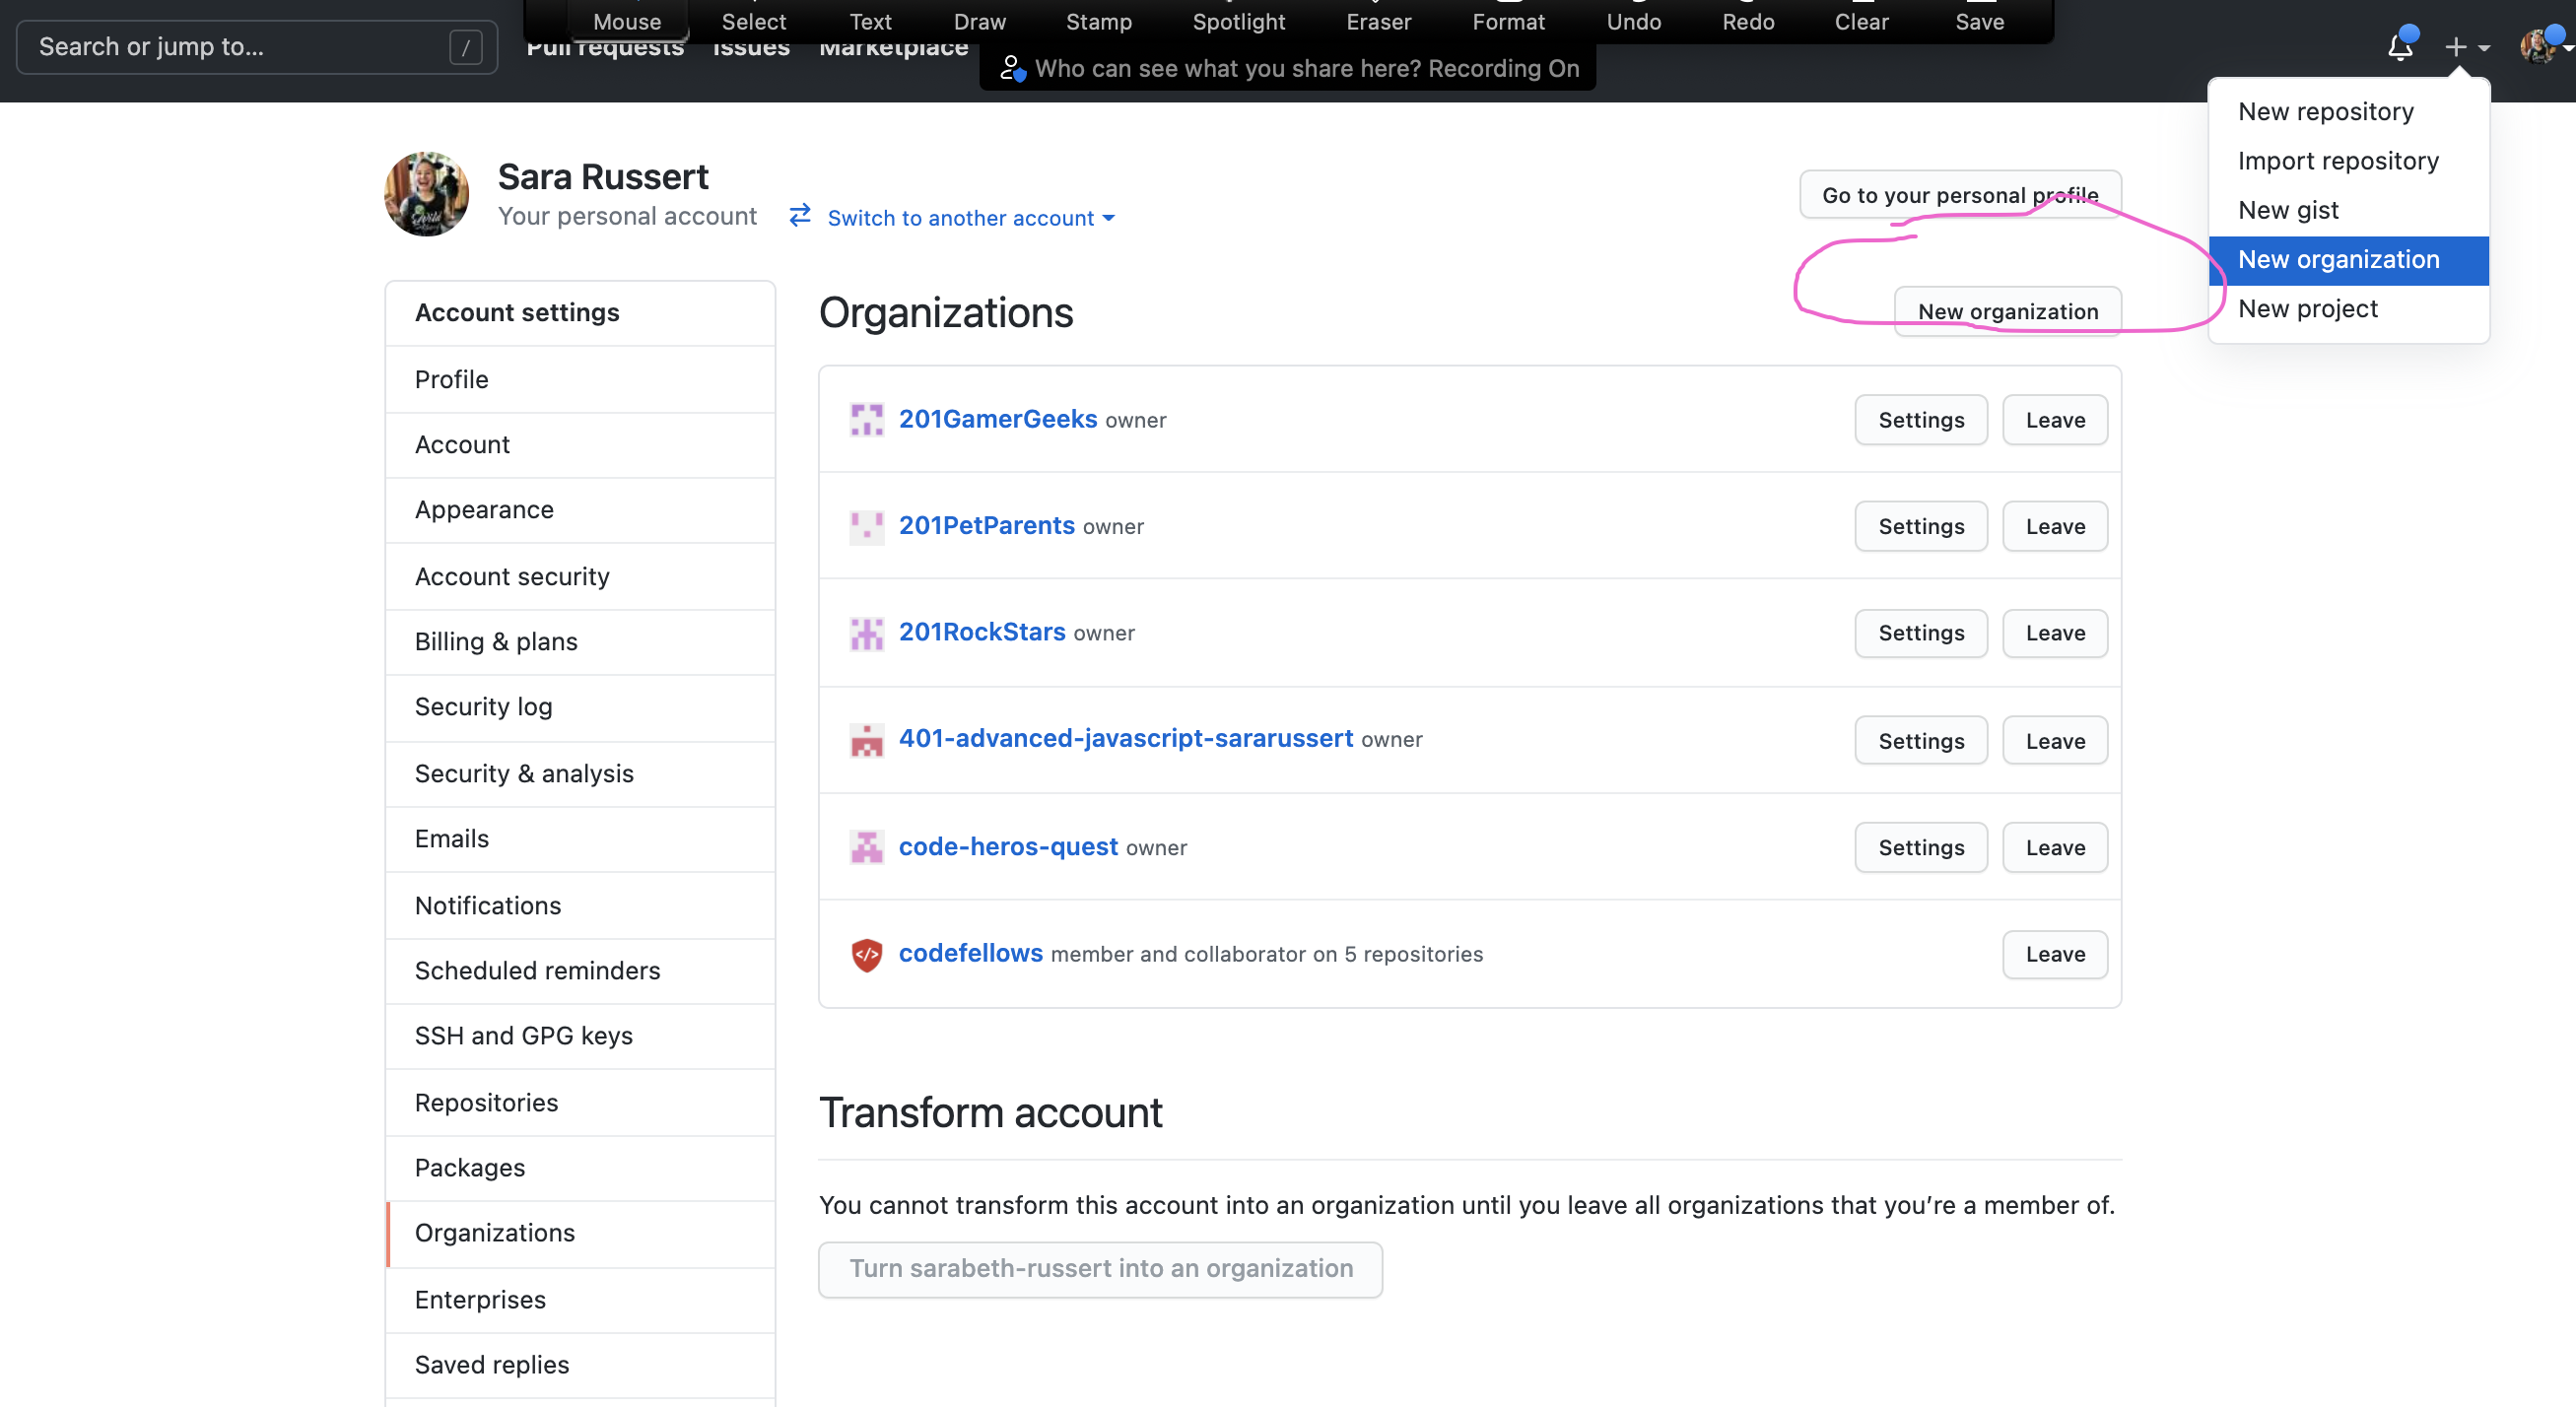 Mouse Select Text Draw Stamp Spotlight Eraser Format Undo Redo Clear Save
Search or jump to... /
Pull requests Issues Marketplace
Who can see what you share here? Recording On
New repository
Import repository
New gist
New organization
New project
Sara Russert
Your personal account
Switch to another account
Go to your personal profile
Account settings
Profile
Account
Appearance
Account security
Billing & plans
Security log
Security & analysis
Emails
Notifications
Scheduled reminders
SSH and GPG keys
Repositories
Packages
Organizations
Enterprises
Saved replies
Organizations
New organization
201GamerGeeks owner Settings Leave
201PetParents owner Settings Leave
201RockStars owner Settings Leave
401-advanced-javascript-sararussert owner Settings Leave
code-heros-quest owner Settings Leave
codefellows member and collaborator on 5 repositories Leave
Transform account
You cannot transform this account into an organization until you leave all organizations that you're a member of.
Turn sarabeth-russert into an organization